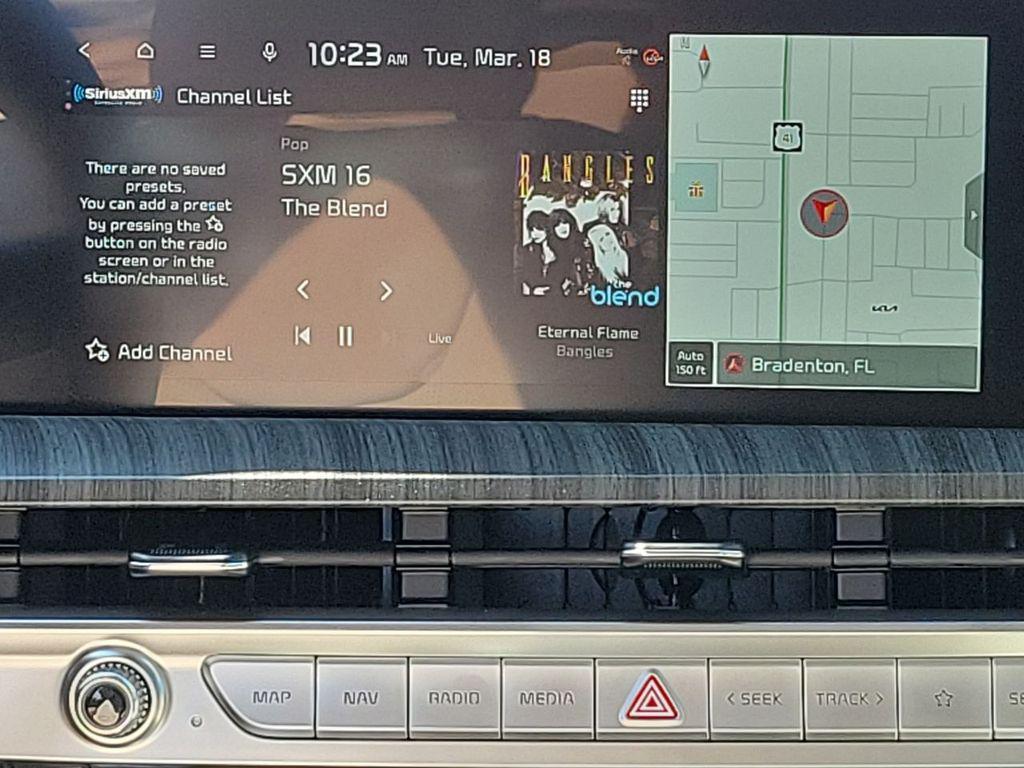 10:23 AM Tue, Mar. 18
SiriusXM
Channel List
There are no saved
presets.
You can add a preset
by pressing the
button on the radio
screen or in the
station/channel list.
Add Channel
Pop
SXM 16
The Blend
Live
BANGLES
the
blend
Eternal Flame
Bangles
N
41
KIA
Auto
150 ft
Bradenton, FL
MAP
NAV
RADIO
MEDIA
< SEEK
TRACK >
SE